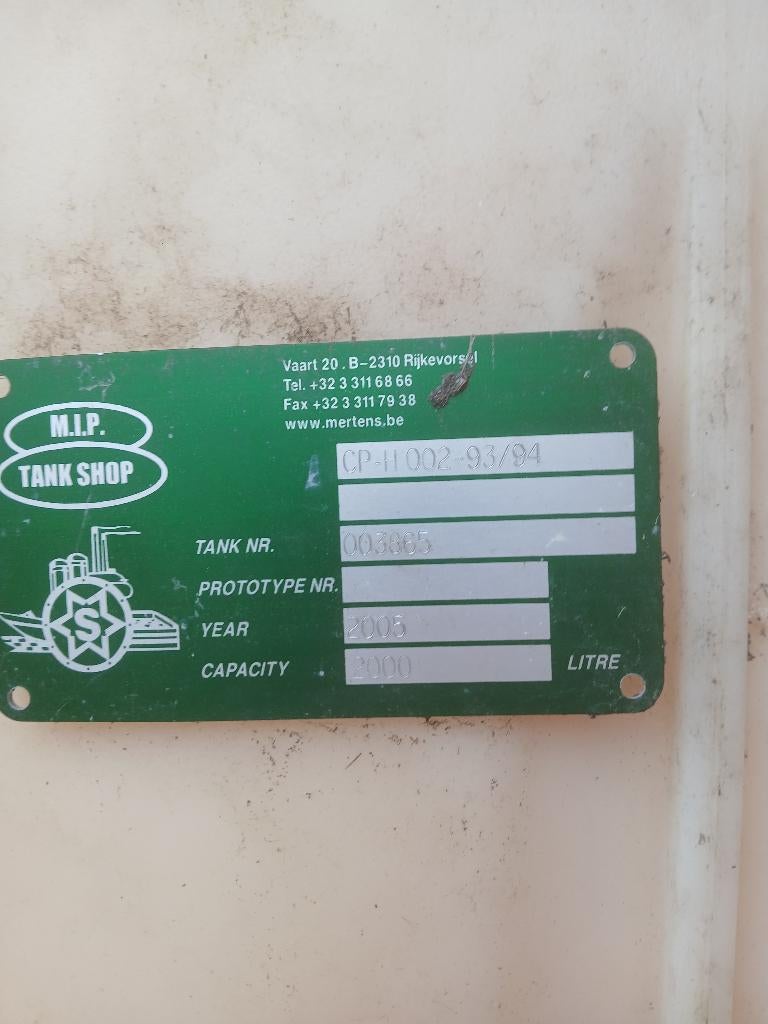 Vaart 20 . B-2310 Rijkevorsel
Tel. +32 3 311 68 66
Fax +32 3 311 79 38
www.mertens.be
M.I.P.
TANK SHOP
CP-H 002-93/94
TANK NR. 003865
PROTOTYPE NR.
S
YEAR 2005
CAPACITY 2000 LITRE